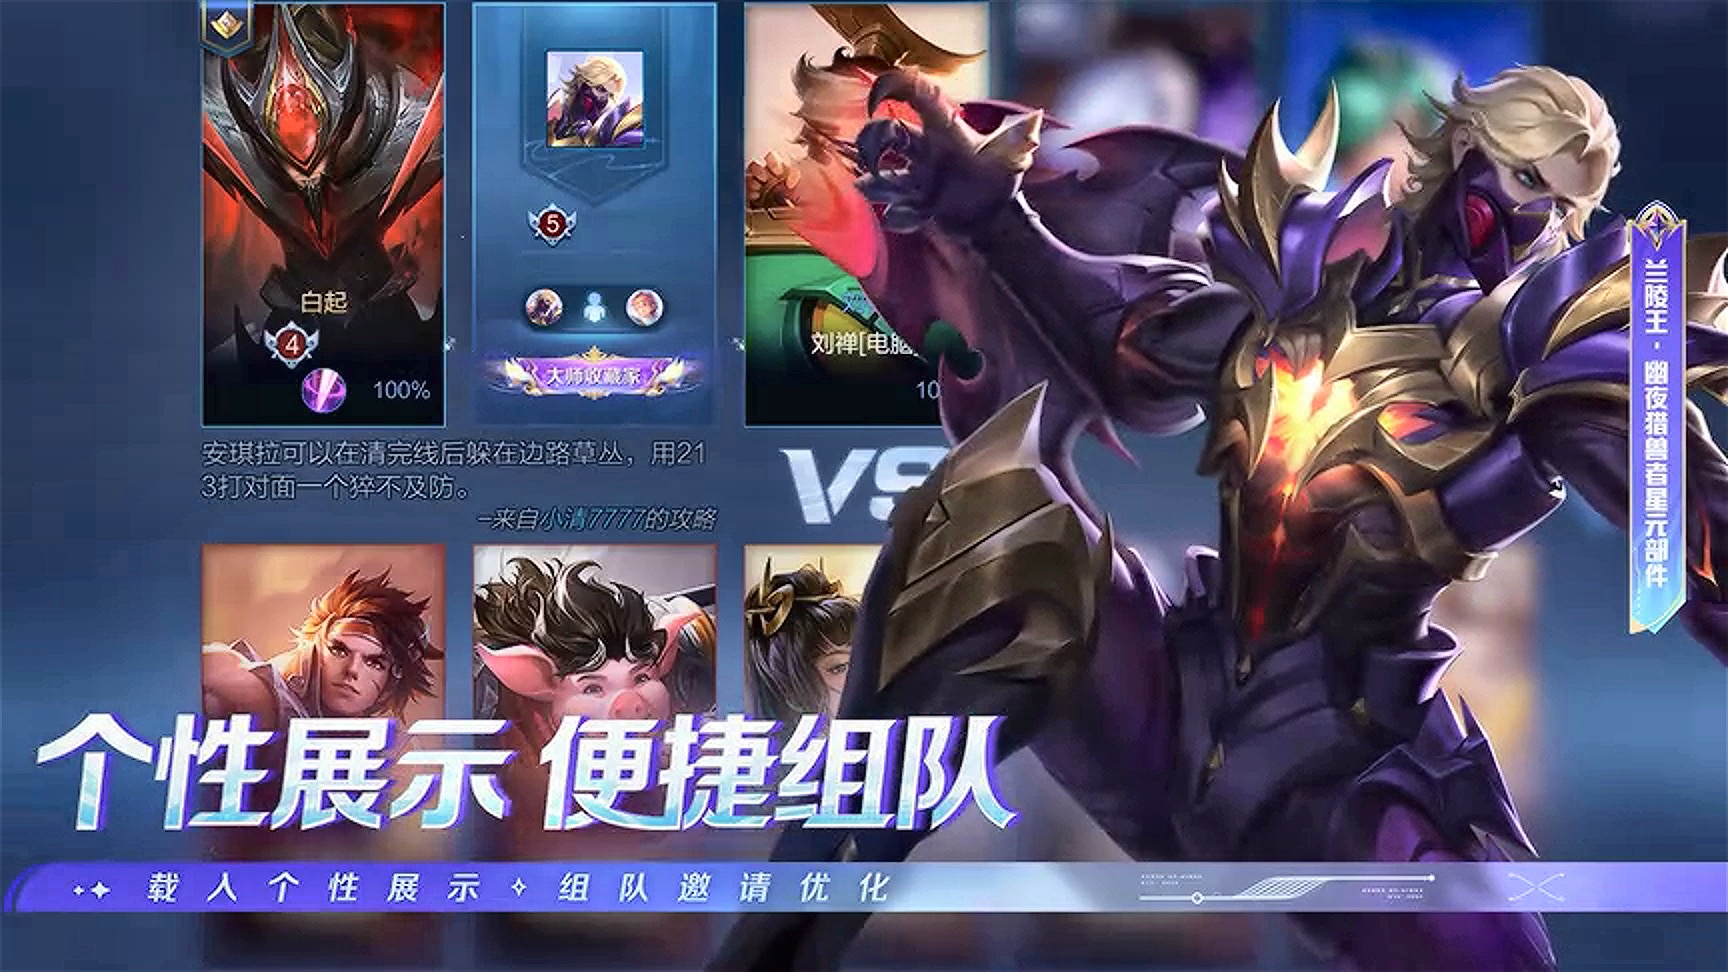 白起
4
100%
5
大师收藏家
刘禅[电脑]
10
安琪拉可以在清完线后躲在边路草丛，用21
3打对面一个猝不及防。
-来自小清7777的攻略
VS
兰陵王·幽夜猎兽者星元部件
个性展示 便捷组队
载入个性展示 组队邀请优化